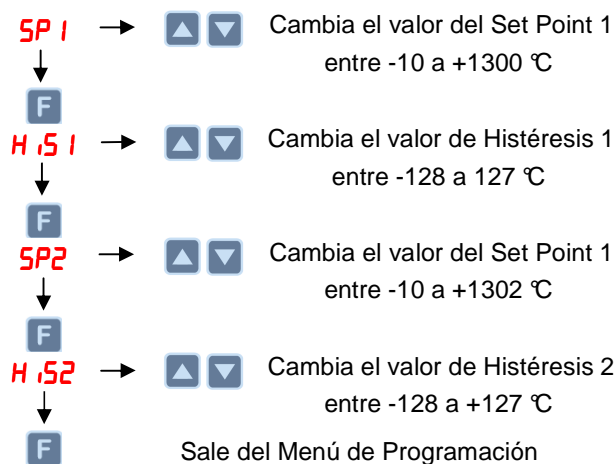 SP1 Cambia el valor del Set Point 1
entre -10 a +1300 ℃
F
HiS1 Cambia el valor de Histéresis 1
entre -128 a 127 ℃
F
SP2 Cambia el valor del Set Point 1
entre -10 a +1302 ℃
F
HiS2 Cambia el valor de Histéresis 2
entre -128 a +127 ℃
F Sale del Menú de Programación